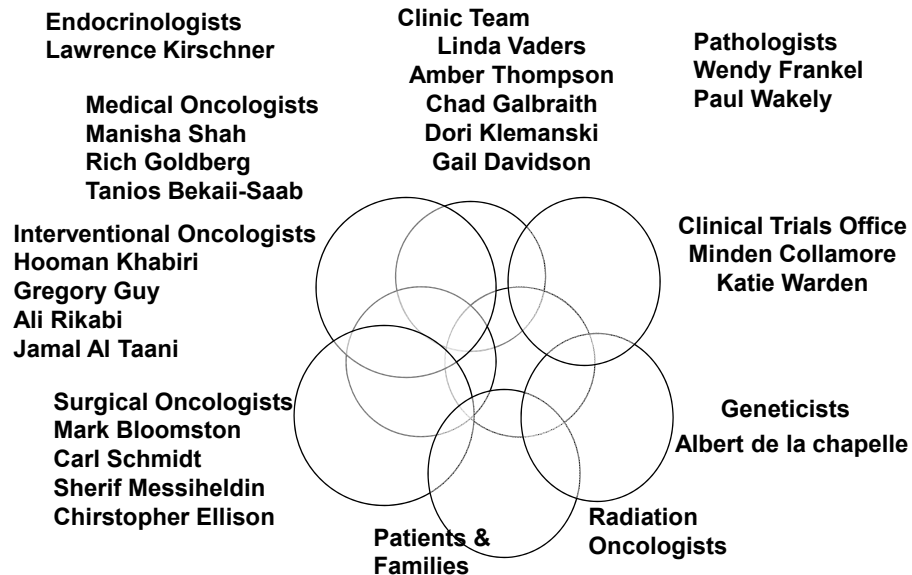 Endocrinologists
Lawrence Kirschner
Clinic Team
Linda Vaders
Amber Thompson
Chad Galbraith
Dori Klemanski
Gail Davidson
Pathologists
Wendy Frankel
Paul Wakely
Medical Oncologists
Manisha Shah
Rich Goldberg
Tanios Bekaii-Saab
Interventional Oncologists
Hooman Khabiri
Gregory Guy
Ali Rikabi
Jamal Al Taani
Clinical Trials Office
Minden Collamore
Katie Warden
Surgical Oncologists
Mark Bloomston
Carl Schmidt
Sherif Messiheldin
Chirstopher Ellison
Geneticists
Albert de la chapelle
Patients &
Families
Radiation
Oncologists